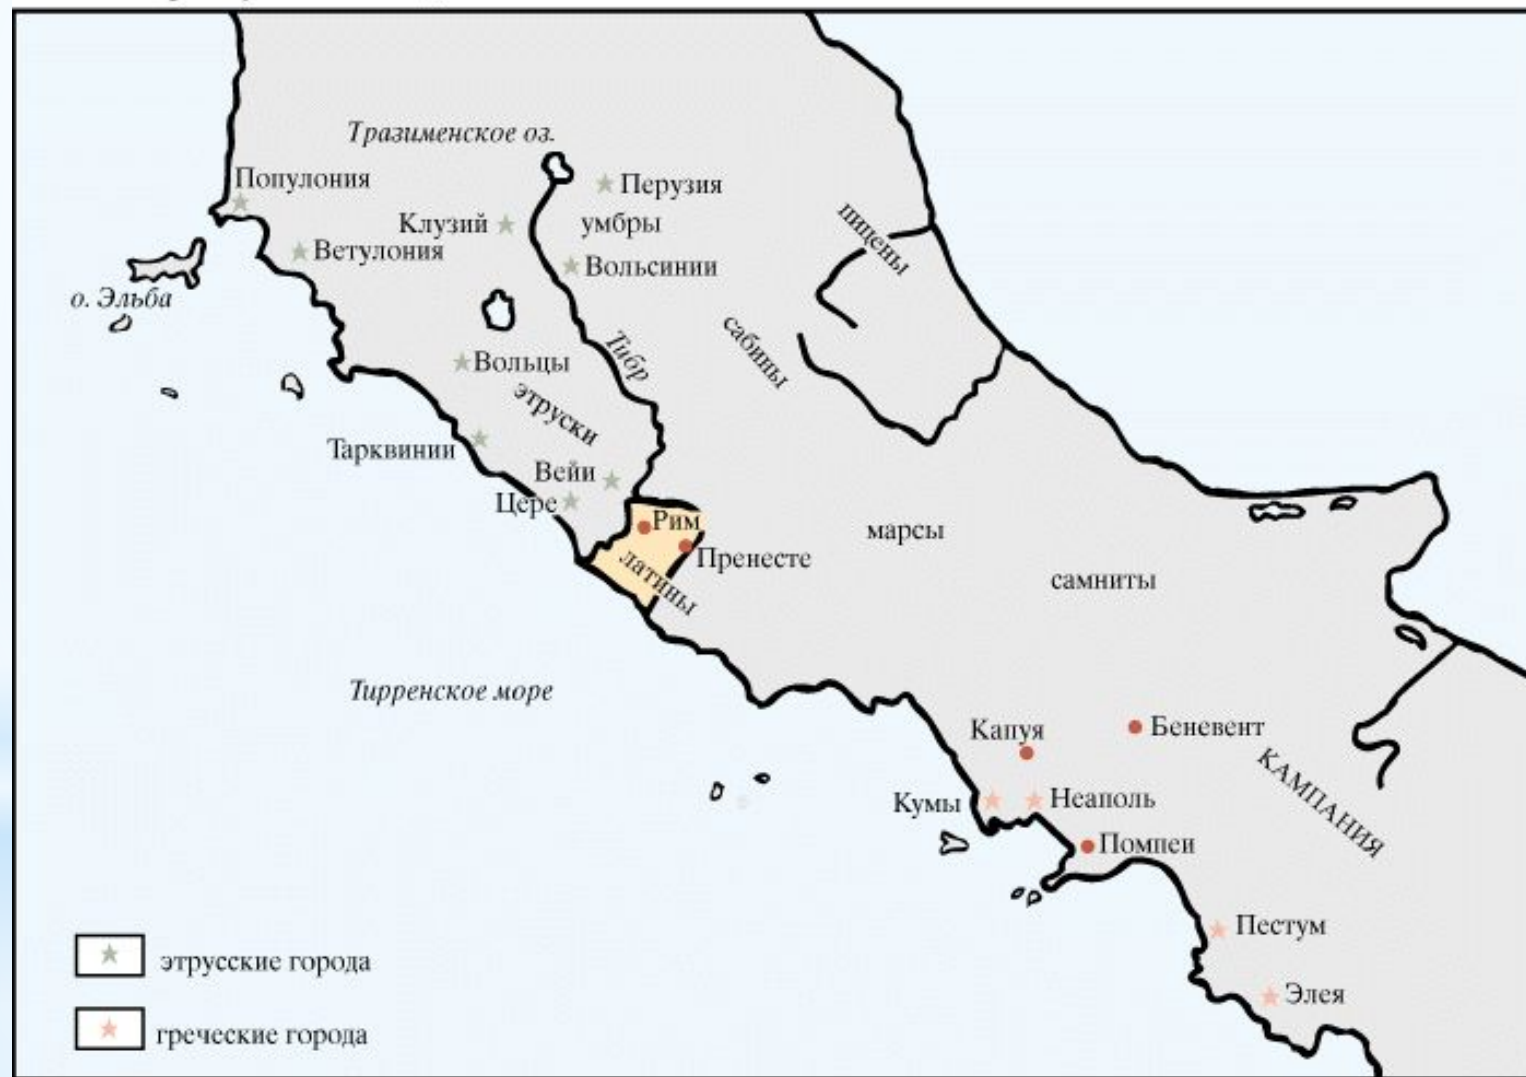 Тразименское оз.
Популония
Перузия
Клузий
умбры
пицены
Ветулония
Вольсинии
о. Эльба
сабины
Тибр
Вольцы
этруски
Тарквинии
Вейи
Цере
Рим
марсы
Пренесте
латины
самниты
Тирренское море
Капуя
Беневент
КАМПАНИЯ
Кумы
Неаполь
Помпеи
Пестум
этрусские города
Элея
греческие города